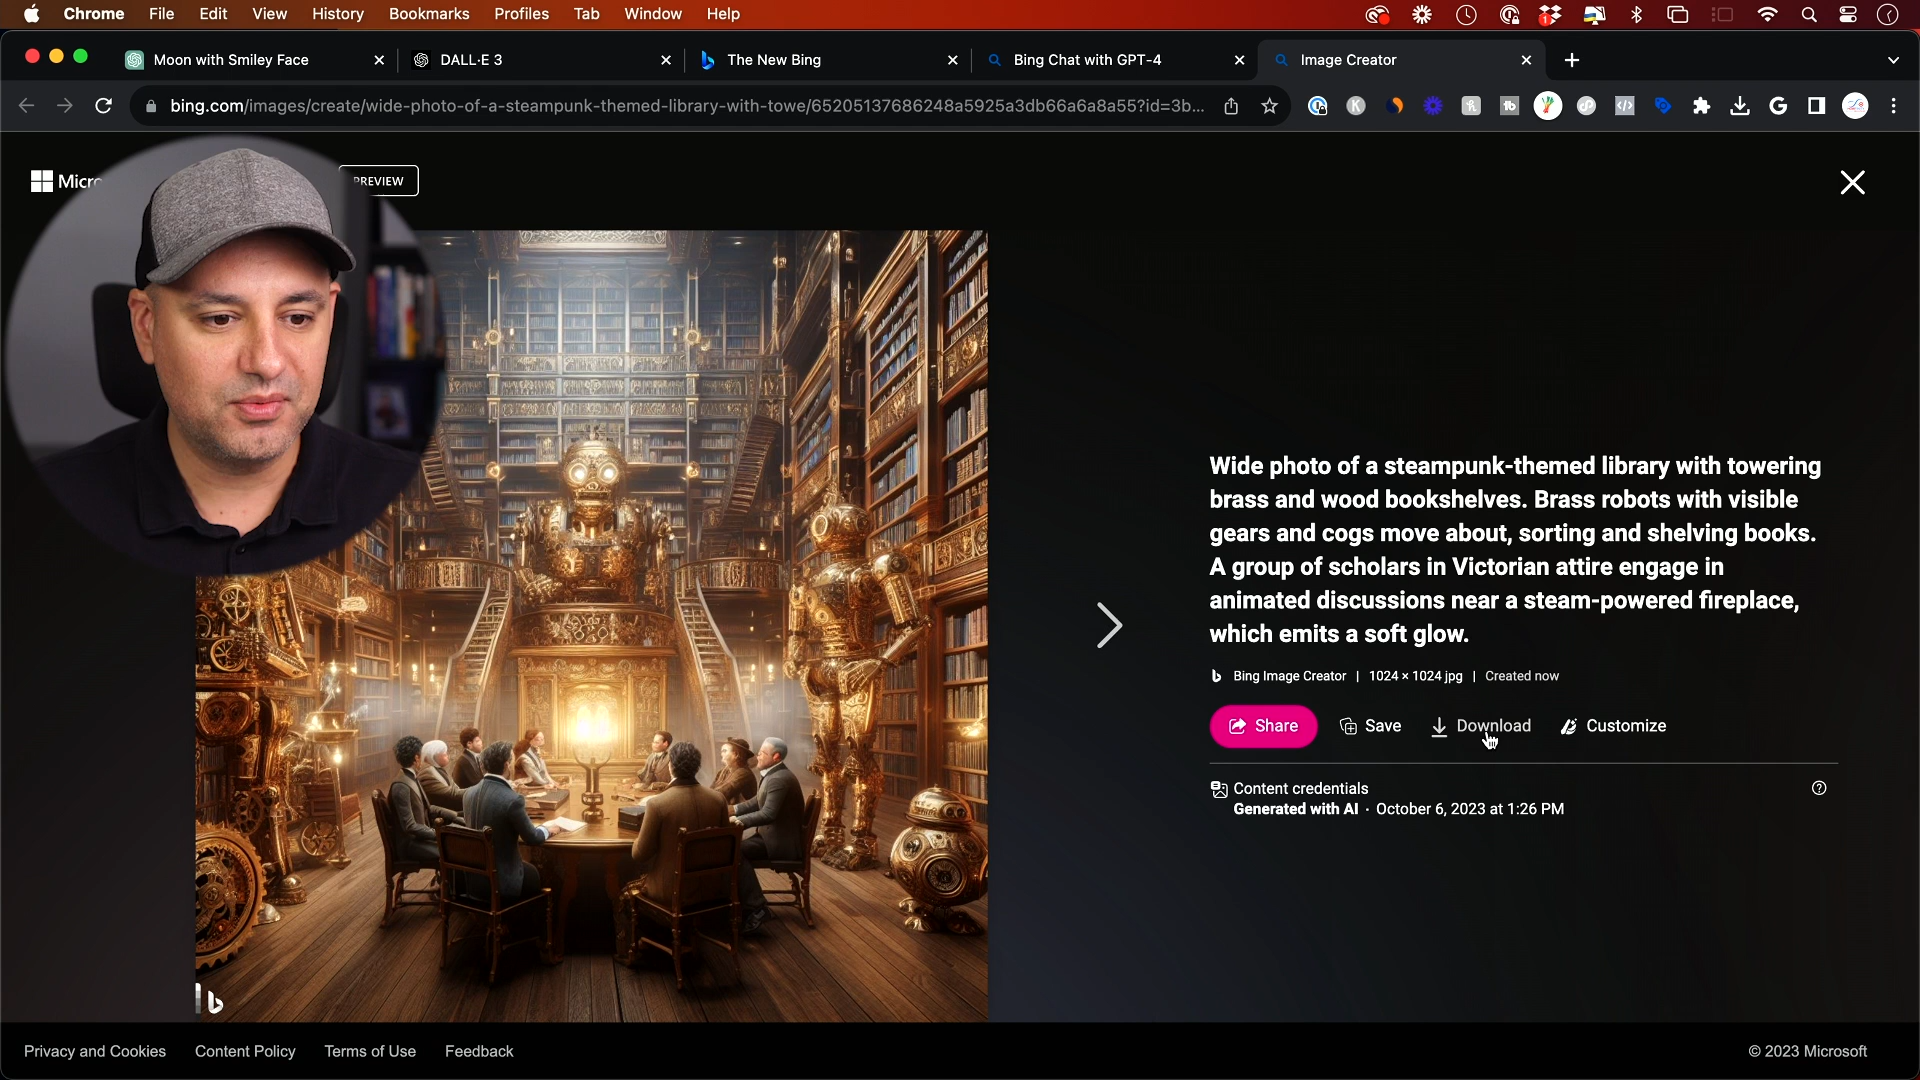 Chrome File Edit View History Bookmarks Profiles Tab Window Help
Moon with Smiley Face
DALL·E 3
The New Bing
Bing Chat with GPT-4
Image Creator
bing.com/images/create/wide-photo-of-a-steampunk-themed-library-with-towe/65205137686248a5925a3db66a6a8a55?id=3b...
Micro
PREVIEW
Wide photo of a steampunk-themed library with towering
brass and wood bookshelves. Brass robots with visible
gears and cogs move about, sorting and shelving books.
A group of scholars in Victorian attire engage in
animated discussions near a steam-powered fireplace,
which emits a soft glow.
Bing Image Creator | 1024 × 1024 jpg | Created now
Share
Save
Download
Customize
Content credentials
Generated with AI · October 6, 2023 at 1:26 PM
Privacy and Cookies
Content Policy
Terms of Use
Feedback
© 2023 Microsoft